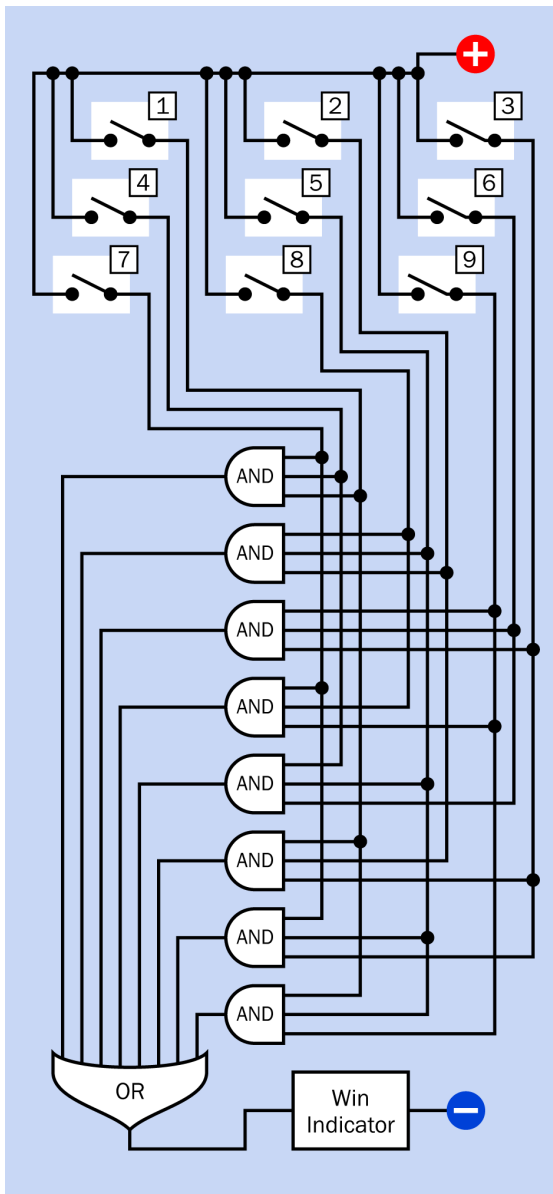 +
1
2
3
4
5
6
7
8
9
AND
AND
AND
AND
AND
AND
AND
AND
OR
Win
Indicator
−